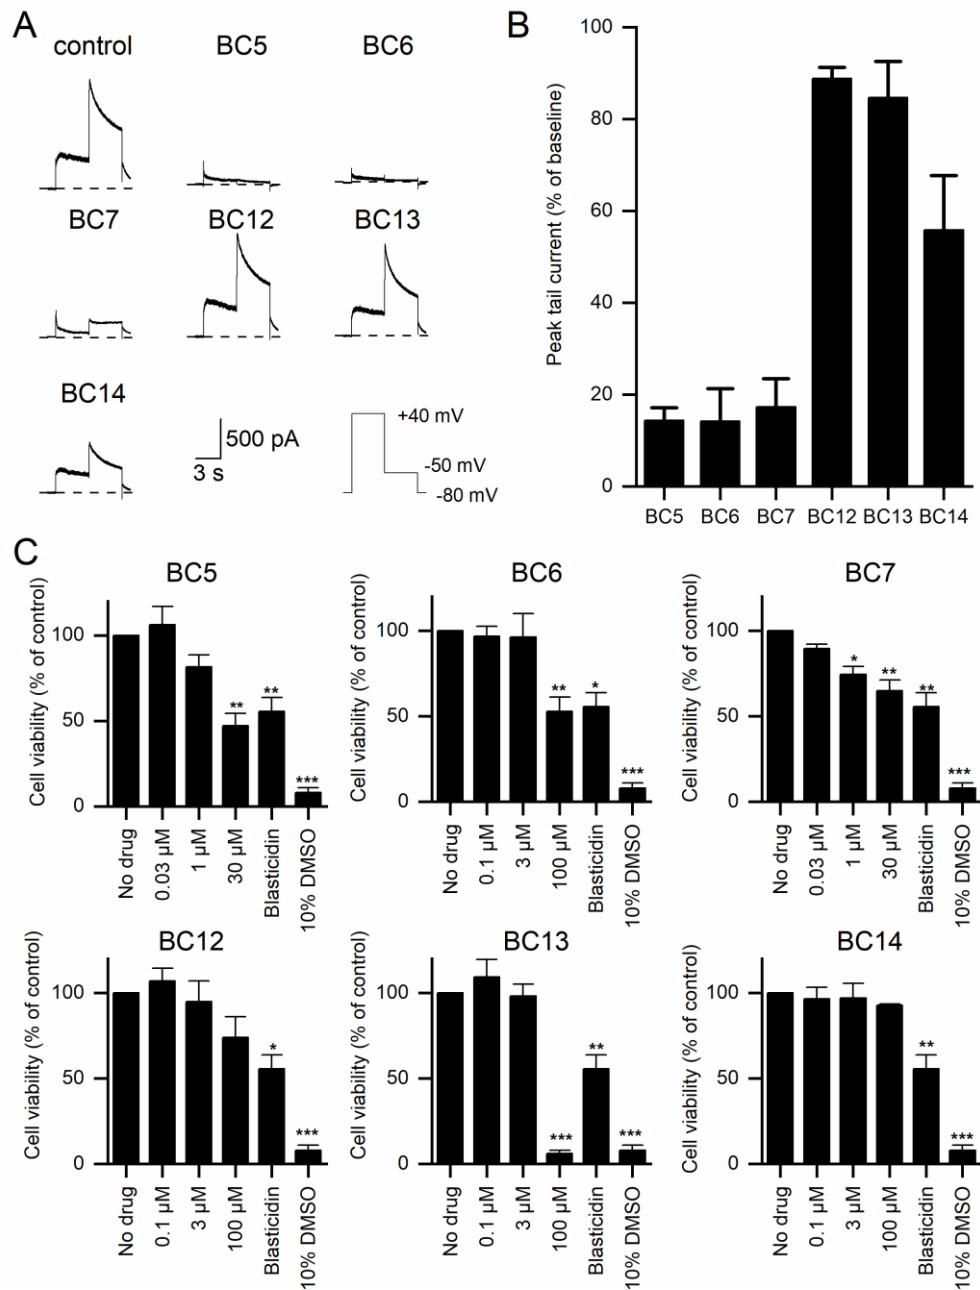 A
control
BC5
BC6
BC7
BC12
BC13
BC14
500 pA
3 s
+40 mV
-50 mV
-80 mV
B
Peak tail current (% of baseline)
100
80
60
40
20
0
BC5 BC6 BC7 BC12 BC13 BC14
C
BC5
Cell viability (% of control)
100
50
0
** ** ***
No drug
0.03 µM
1 µM
30 µM
Blasticidin
10% DMSO
BC6
Cell viability (% of control)
100
50
0
** * ***
No drug
0.1 µM
3 µM
100 µM
Blasticidin
10% DMSO
BC7
Cell viability (% of control)
100
50
0
* ** ** ***
No drug
0.03 µM
1 µM
30 µM
Blasticidin
10% DMSO
BC12
Cell viability (% of control)
100
50
0
* ***
No drug
0.1 µM
3 µM
100 µM
Blasticidin
10% DMSO
BC13
Cell viability (% of control)
100
50
0
*** ** ***
No drug
0.1 µM
3 µM
100 µM
Blasticidin
10% DMSO
BC14
Cell viability (% of control)
100
50
0
** ***
No drug
0.1 µM
3 µM
100 µM
Blasticidin
10% DMSO